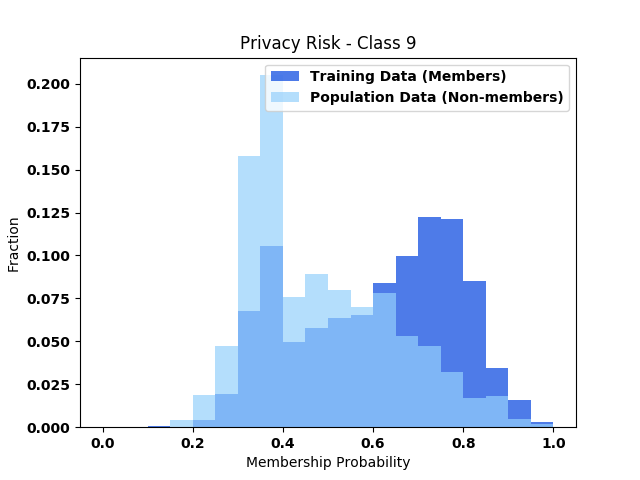 Privacy Risk - Class 9
Training Data (Members)
Population Data (Non-members)
Fraction
0.200
0.175
0.150
0.125
0.100
0.075
0.050
0.025
0.000
0.0 0.2 0.4 0.6 0.8 1.0
Membership Probability